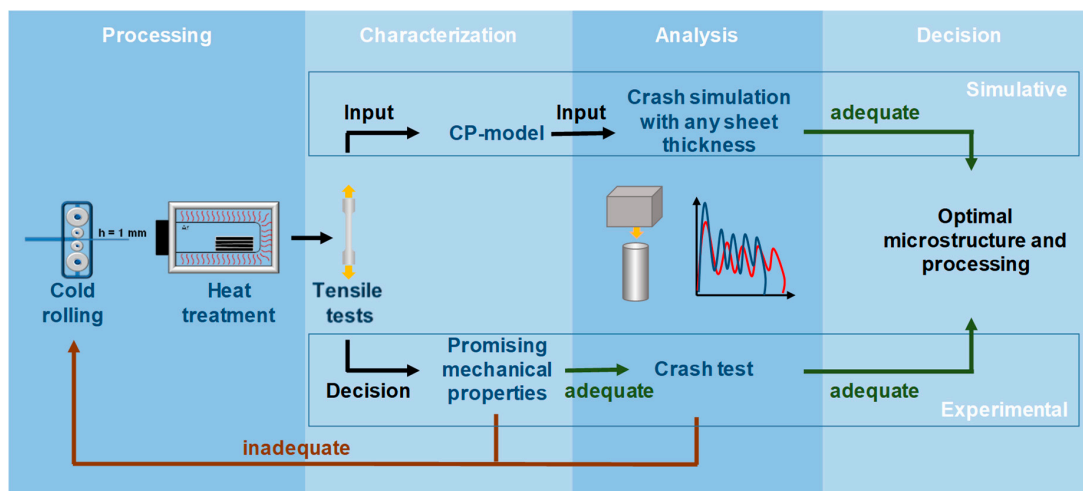 Processing
Characterization
Analysis
Decision
Simulative
Input
CP-model
Input
Crash simulation
with any sheet
thickness
adequate
h = 1 mm
Ar
Cold
rolling
Heat
treatment
Tensile
tests
Optimal
microstructure and
processing
Decision
Promising
mechanical
properties
adequate
Crash test
adequate
Experimental
inadequate